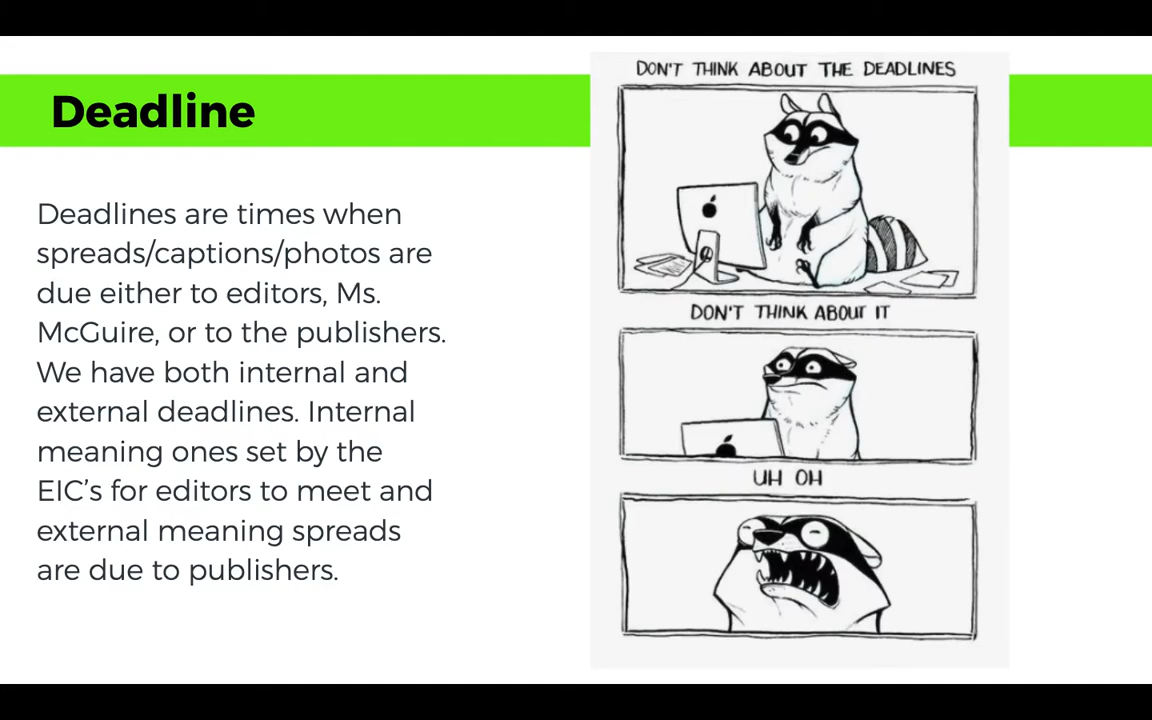 Deadline
Deadlines are times when
spreads/captions/photos are
due either to editors, Ms.
McGuire, or to the publishers.
We have both internal and
external deadlines. Internal
meaning ones set by the
EIC’s for editors to meet and
external meaning spreads
are due to publishers.
DON'T THINK ABOUT THE DEADLINES
DON'T THINK ABOUT IT
UH OH